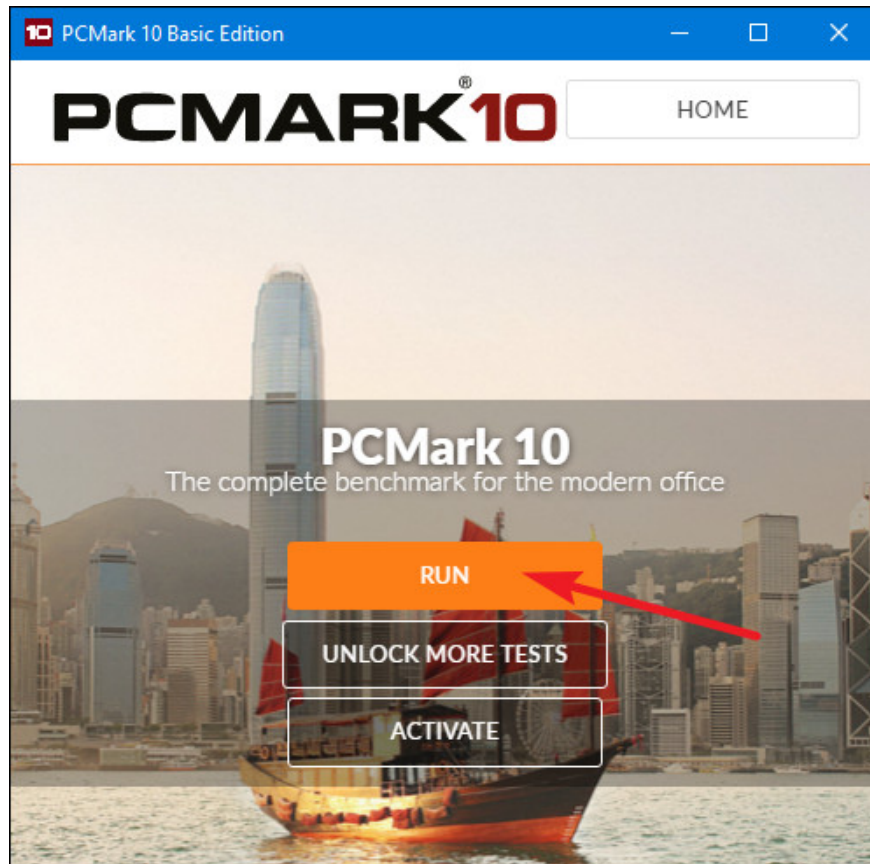 10 PCMark 10 Basic Edition
PCMARK®10
HOME
PCMark 10
The complete benchmark for the modern office
RUN
UNLOCK MORE TESTS
ACTIVATE